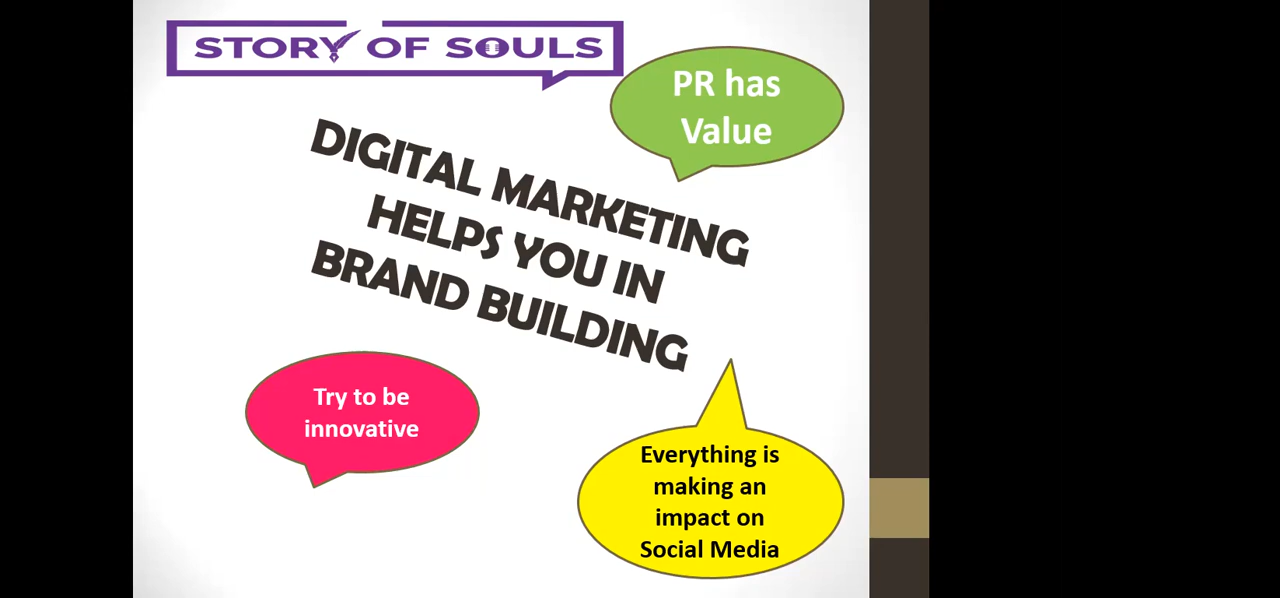 STORY OF SOULS
PR has
Value
DIGITAL MARKETING
HELPS YOU IN
BRAND BUILDING
Try to be
innovative
Everything is
making an
impact on
Social Media